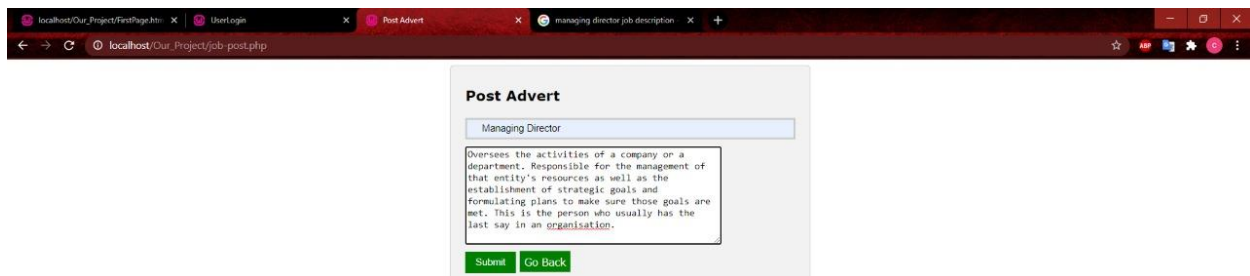 localhost/Our_Project/FirstPage.htm
UserLogin
Post Advert
managing director job description
localhost/Our_Project/job-post.php
ABP
C
Post Advert
Managing Director
Oversees the activities of a company or a
department. Responsible for the management of
that entity's resources as well as the
establishment of strategic goals and
formulating plans to make sure those goals are
met. This is the person who usually has the
last say in an organisation.
Submit Go Back